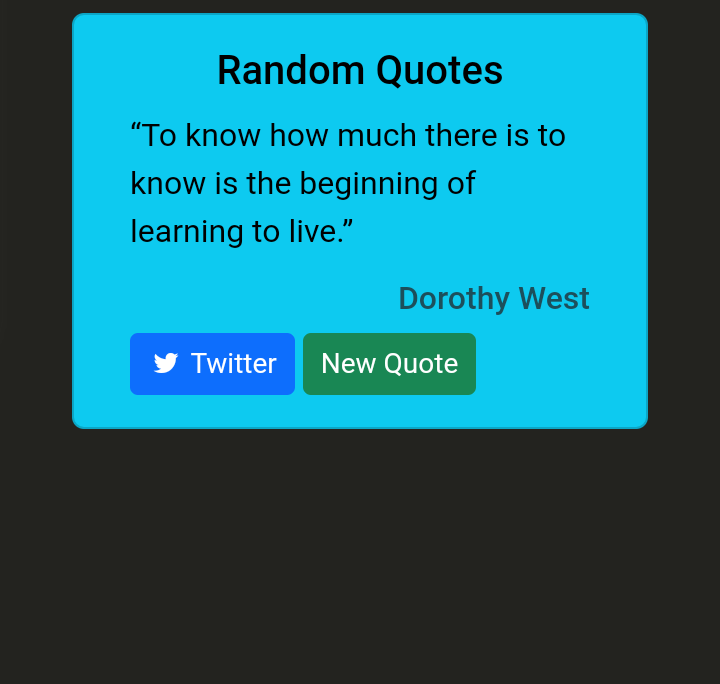 Random Quotes
“To know how much there is to
know is the beginning of
learning to live.”
Dorothy West
Twitter
New Quote